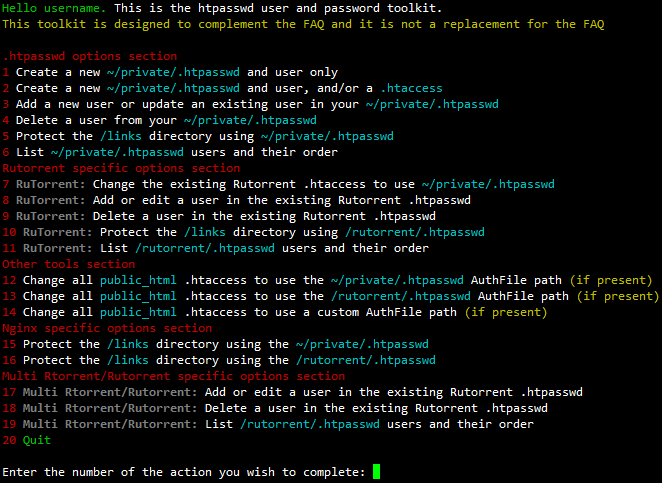 Hello username. This is the htpasswd user and password toolkit.
This toolkit is designed to complement the FAQ and it is not a replacement for the FAQ
.htpasswd options section
1 Create a new ~/private/.htpasswd and user only
2 Create a new ~/private/.htpasswd and user, and/or a .htaccess
3 Add a new user or update an existing user in your ~/private/.htpasswd
4 Delete a user from your ~/private/.htpasswd
5 Protect the /links directory using ~/private/.htpasswd
6 List ~/private/.htpasswd users and their order
Rutorrent specific options section
7 RuTorrent: Change the existing Rutorrent .htaccess to use ~/private/.htpasswd
8 RuTorrent: Add or edit a user in the existing Rutorrent .htpasswd
9 RuTorrent: Delete a user in the existing Rutorrent .htpasswd
10 RuTorrent: Protect the /links directory using /rutorrent/.htpasswd
11 RuTorrent: List /rutorrent/.htpasswd users and their order
Other tools section
12 Change all public_html .htaccess to use the ~/private/.htpasswd AuthFile path (if present)
13 Change all public_html .htaccess to use the /rutorrent/.htpasswd AuthFile path (if present)
14 Change all public_html .htaccess to use a custom AuthFile path (if present)
Nginx specific options section
15 Protect the /links directory using the ~/private/.htpasswd
16 Protect the /links directory using the /rutorrent/.htpasswd
Multi Rtorrent/Rutorrent specific options section
17 Multi Rtorrent/Rutorrent: Add or edit a user in the existing Rutorrent .htpasswd
18 Multi Rtorrent/Rutorrent: Delete a user in the existing Rutorrent .htpasswd
19 Multi Rtorrent/Rutorrent: List /rutorrent/.htpasswd users and their order
20 Quit
Enter the number of the action you wish to complete: